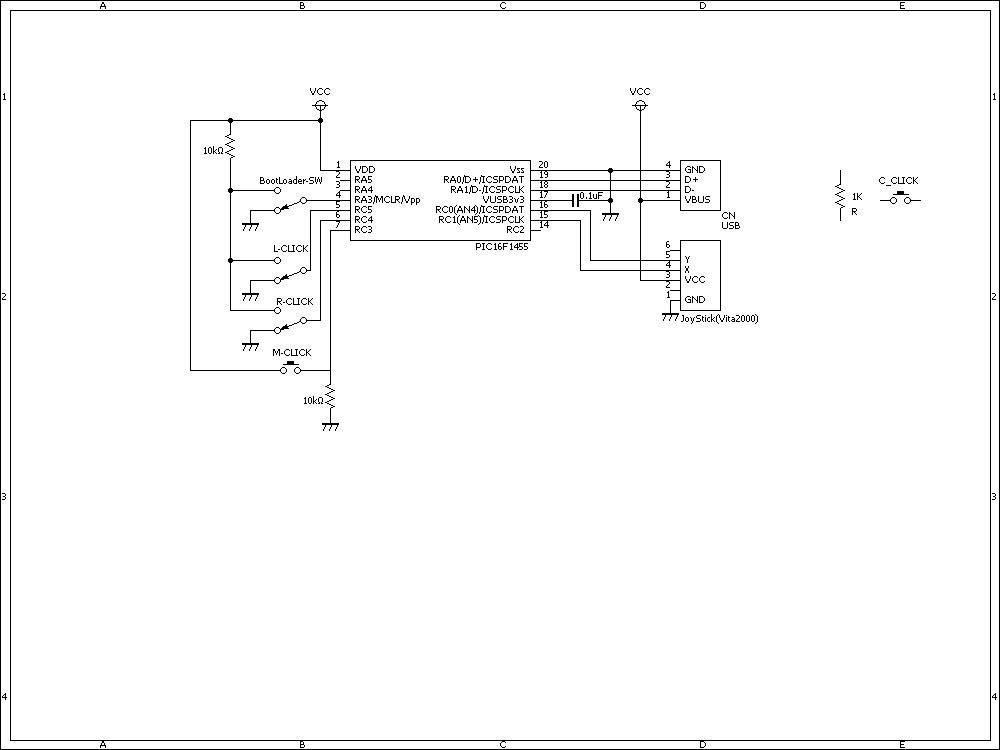 A B C D E
1 1
VCC VCC
10kΩ
BootLoader-SW
1 VDD
2 RA5
3 RA4
4 RA3/MCLR/Vpp
5 RC5
6 RC4
7 RC3
Vss 20
RA0/D+/ICSPDAT 19
RA1/D-/ICSPCLK 18
VUSB3v3 17
RC0(AN4)/ICSPDAT 16
RC1(AN5)/ICSPCLK 15
RC2 14
PIC16F1455
0.1uF
4 GND
3 D+
2 D-
1 VBUS
CN
USB
1K
R
C_CLICK
L-CLICK
6
5 Y
4 X
3 VCC
2
1 GND
JoyStick(Vita2000)
2 2
R-CLICK
M-CLICK
10kΩ
3 3
4 4
A B C D E